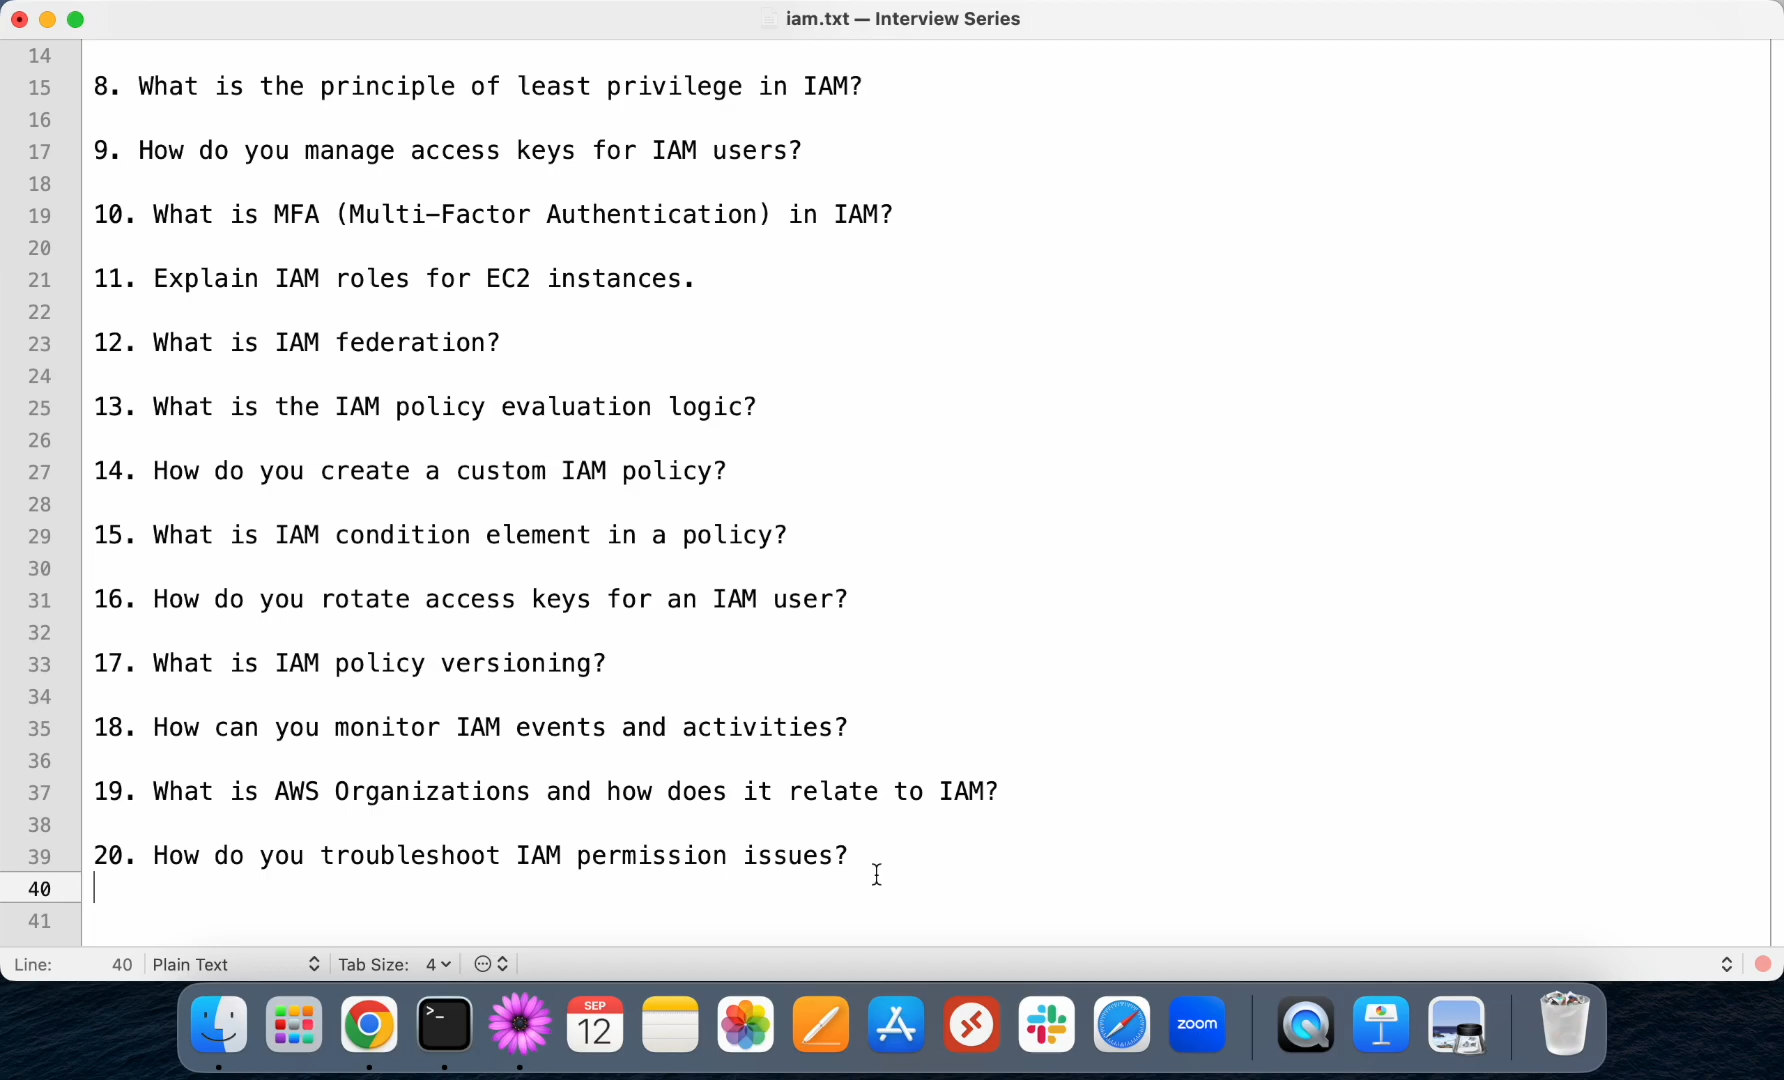 iam.txt — Interview Series
14
15 8. What is the principle of least privilege in IAM?
16
17 9. How do you manage access keys for IAM users?
18
19 10. What is MFA (Multi-Factor Authentication) in IAM?
20
21 11. Explain IAM roles for EC2 instances.
22
23 12. What is IAM federation?
24
25 13. What is the IAM policy evaluation logic?
26
27 14. How do you create a custom IAM policy?
28
29 15. What is IAM condition element in a policy?
30
31 16. How do you rotate access keys for an IAM user?
32
33 17. What is IAM policy versioning?
34
35 18. How can you monitor IAM events and activities?
36
37 19. What is AWS Organizations and how does it relate to IAM?
38
39 20. How do you troubleshoot IAM permission issues?
40
41
Line: 40 Plain Text Tab Size: 4
>_ SEP zoom
12